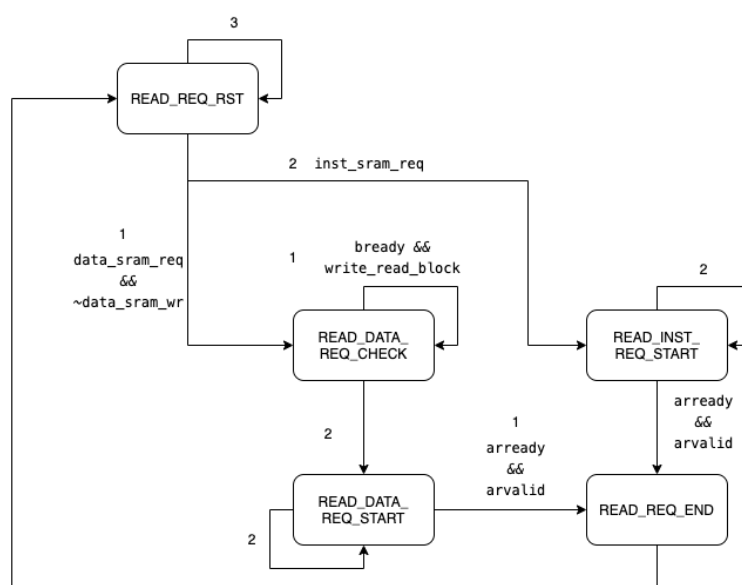 3
READ_REQ_RST
2 inst_sram_req
1
data_sram_req
&&
~data_sram_wr
1
bready &&
write_read_block
2
READ_DATA_
REQ_CHECK
READ_INST_
REQ_START
2
1
arready
&&
arvalid
arready
&&
arvalid
READ_DATA_
REQ_START
READ_REQ_END
2